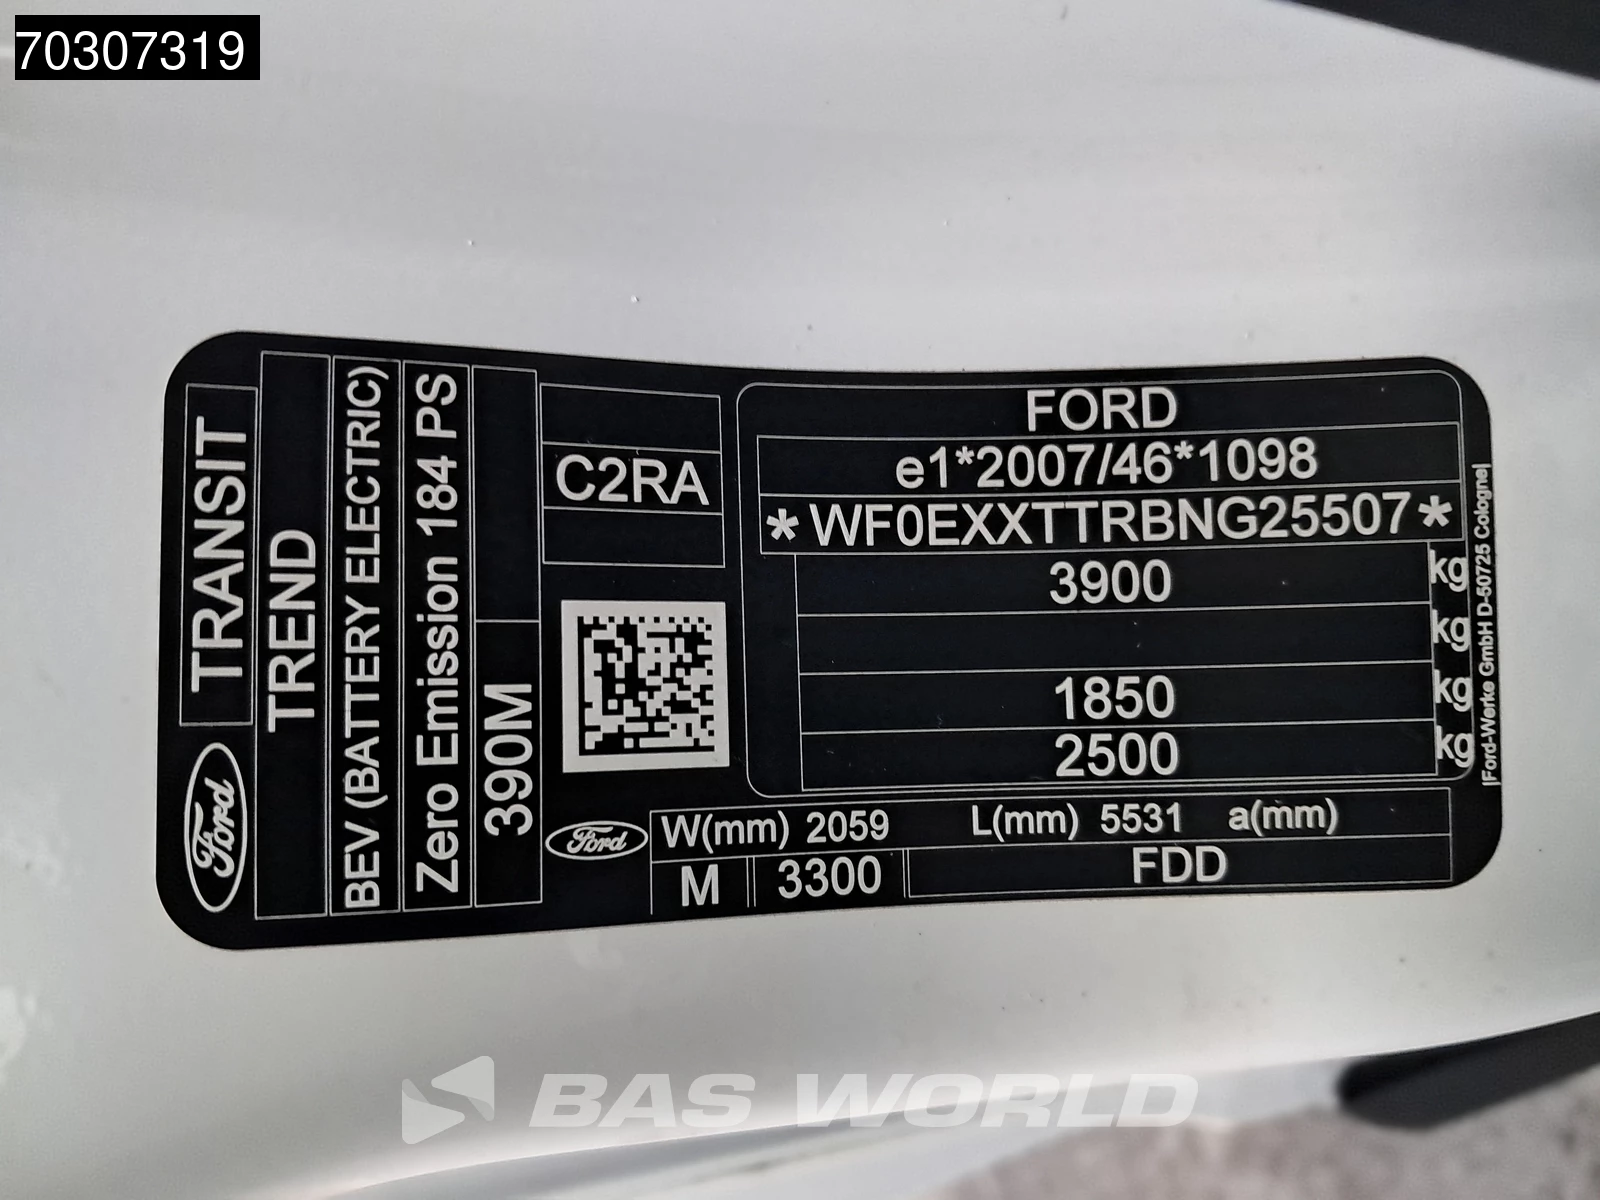 70307319
Ford TRANSIT
TREND
BEV (BATTERY ELECTRIC)
Zero Emission 184 PS
390M
C2RA
FORD
e1*2007/46*1098
*WF0EXXTTRBNG25507*
3900 kg
kg
1850 kg
2500 kg
|Ford-Werke GmbH D-50725 Cologne|
Ford W(mm) 2059 L(mm) 5531 a(mm)
M 3300 FDD
BAS WORLD